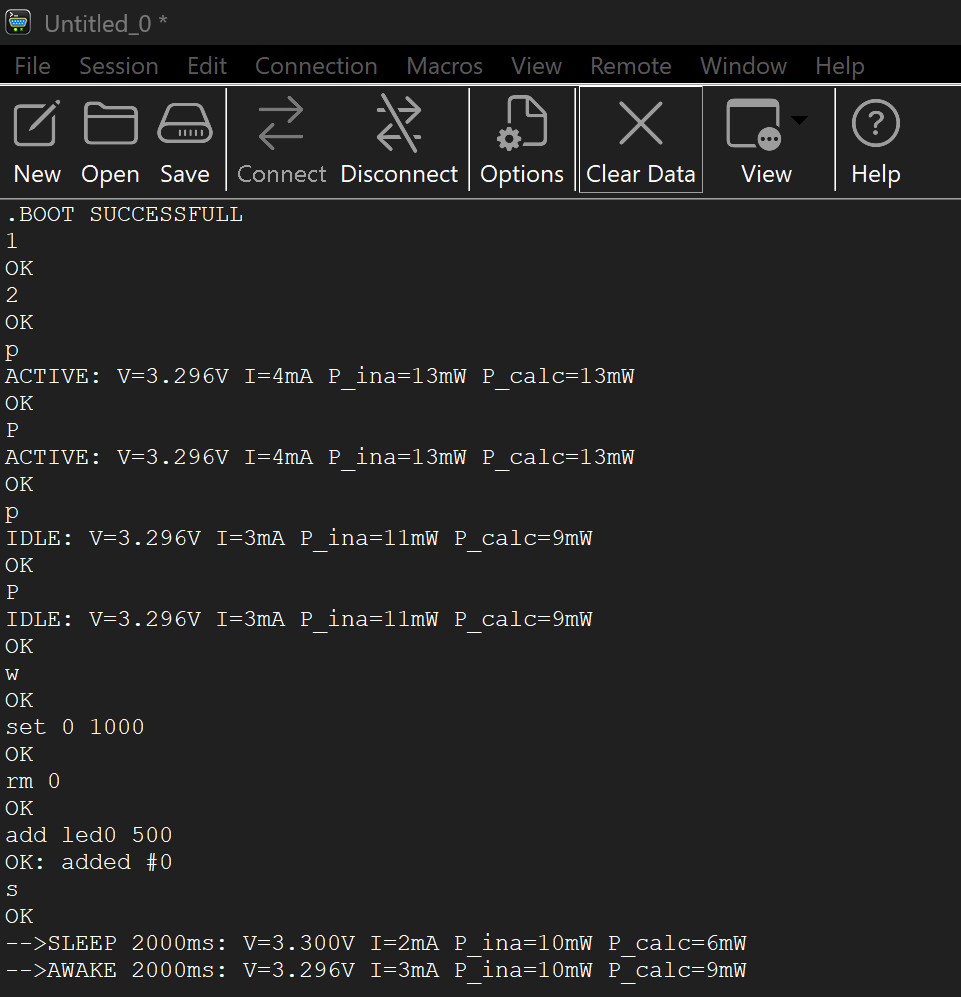 Untitled_0 *
File Session Edit Connection Macros View Remote Window Help
New Open Save Connect Disconnect Options Clear Data View Help
.BOOT SUCCESSFULL
1
OK
2
OK
p
ACTIVE: V=3.296V I=4mA P_ina=13mW P_calc=13mW
OK
P
ACTIVE: V=3.296V I=4mA P_ina=13mW P_calc=13mW
OK
p
IDLE: V=3.296V I=3mA P_ina=11mW P_calc=9mW
OK
P
IDLE: V=3.296V I=3mA P_ina=11mW P_calc=9mW
OK
w
OK
set 0 1000
OK
rm 0
OK
add led0 500
OK: added #0
s
OK
-->SLEEP 2000ms: V=3.300V I=2mA P_ina=10mW P_calc=6mW
-->AWAKE 2000ms: V=3.296V I=3mA P_ina=10mW P_calc=9mW